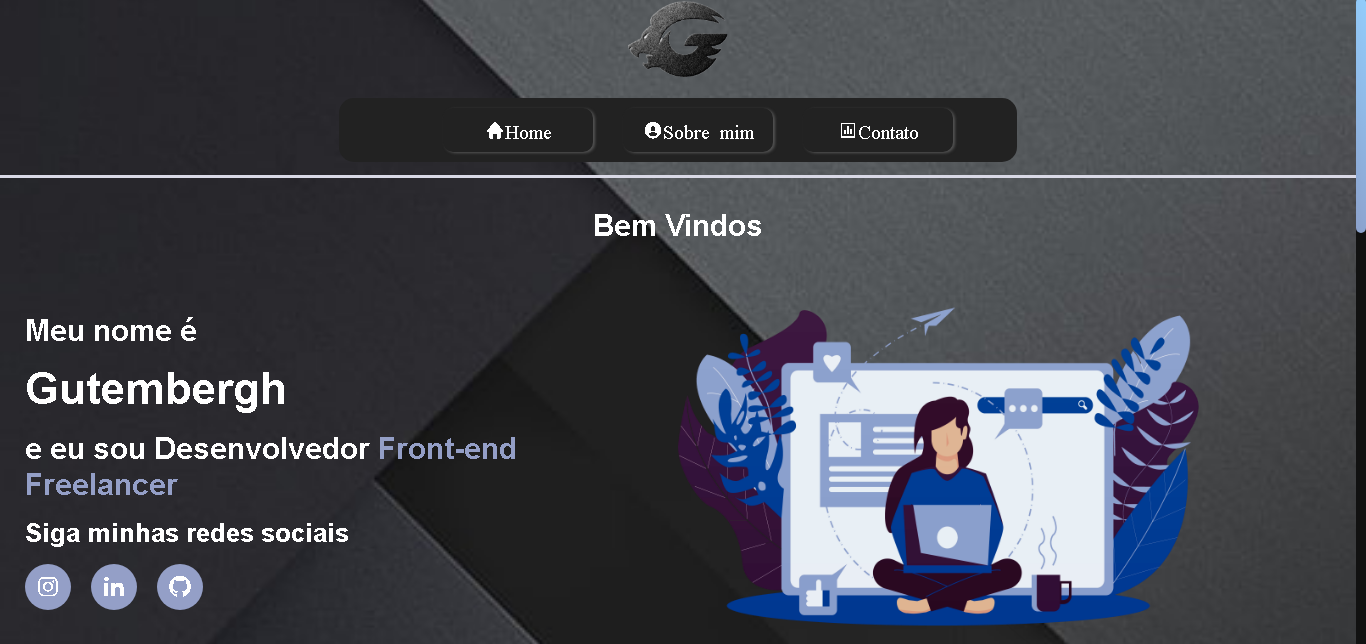 Home
Sobre mim
Contato
Bem Vindos
Meu nome é
Gutembergh
e eu sou Desenvolvedor Front-end
Freelancer
Siga minhas redes sociais
in